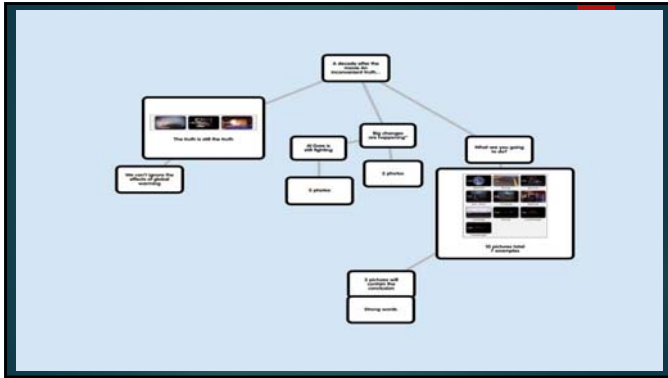 A decade after the
movie An
inconvenient truth...
The truth is still the truth
We can't ignore the
effects of global
warming
Al Gore is
still fighting
Big changes
are happening"
5 photos
2 photos
What are you going
to do?
10 pictures total
7 examples
3 pictures will
contain the
conclusion
Strong words